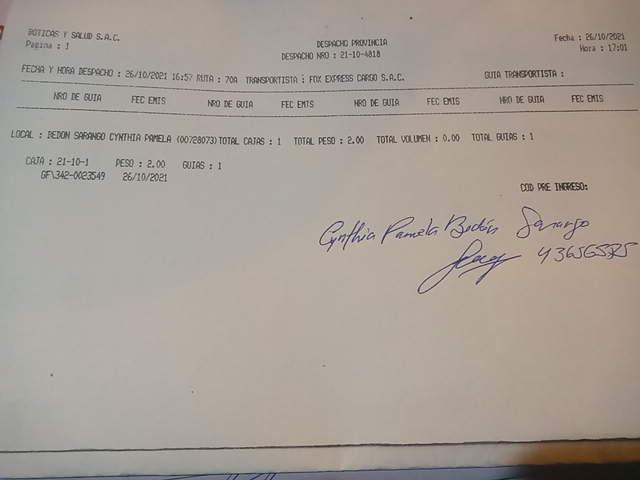 BOTICAS Y SALUD S.A.C.
Pagina : 1
DESPACHO PROVINCIA
DESPACHO NRO : 21-10-4818
Fecha : 26/10/2021
Hora : 17:01
FECHA Y HORA DESPACHO : 26/10/2021 16:57 RUTA : 70A TRANSPORTISTA : FOX EXPRESS CARGO S.A.C. GUIA TRANSPORTISTA :
NRO DE GUIA FEC EMIS NRO DE GUIA FEC EMIS NRO DE GUIA FEC EMIS NRO DE GUIA FEC EMIS
LOCAL : BEDON SARANGO CYNTHIA PAMELA (00728073) TOTAL CAJAS : 1 TOTAL PESO : 2.00 TOTAL VOLUMEN : 0.00 TOTAL GUIAS : 1
CAJA : 21-10-1 PESO : 2.00 GUIAS : 1
GF\342-0023549 26/10/2021
COD PRE INGRESO:
Cynthia Pamela Bedón Sarango